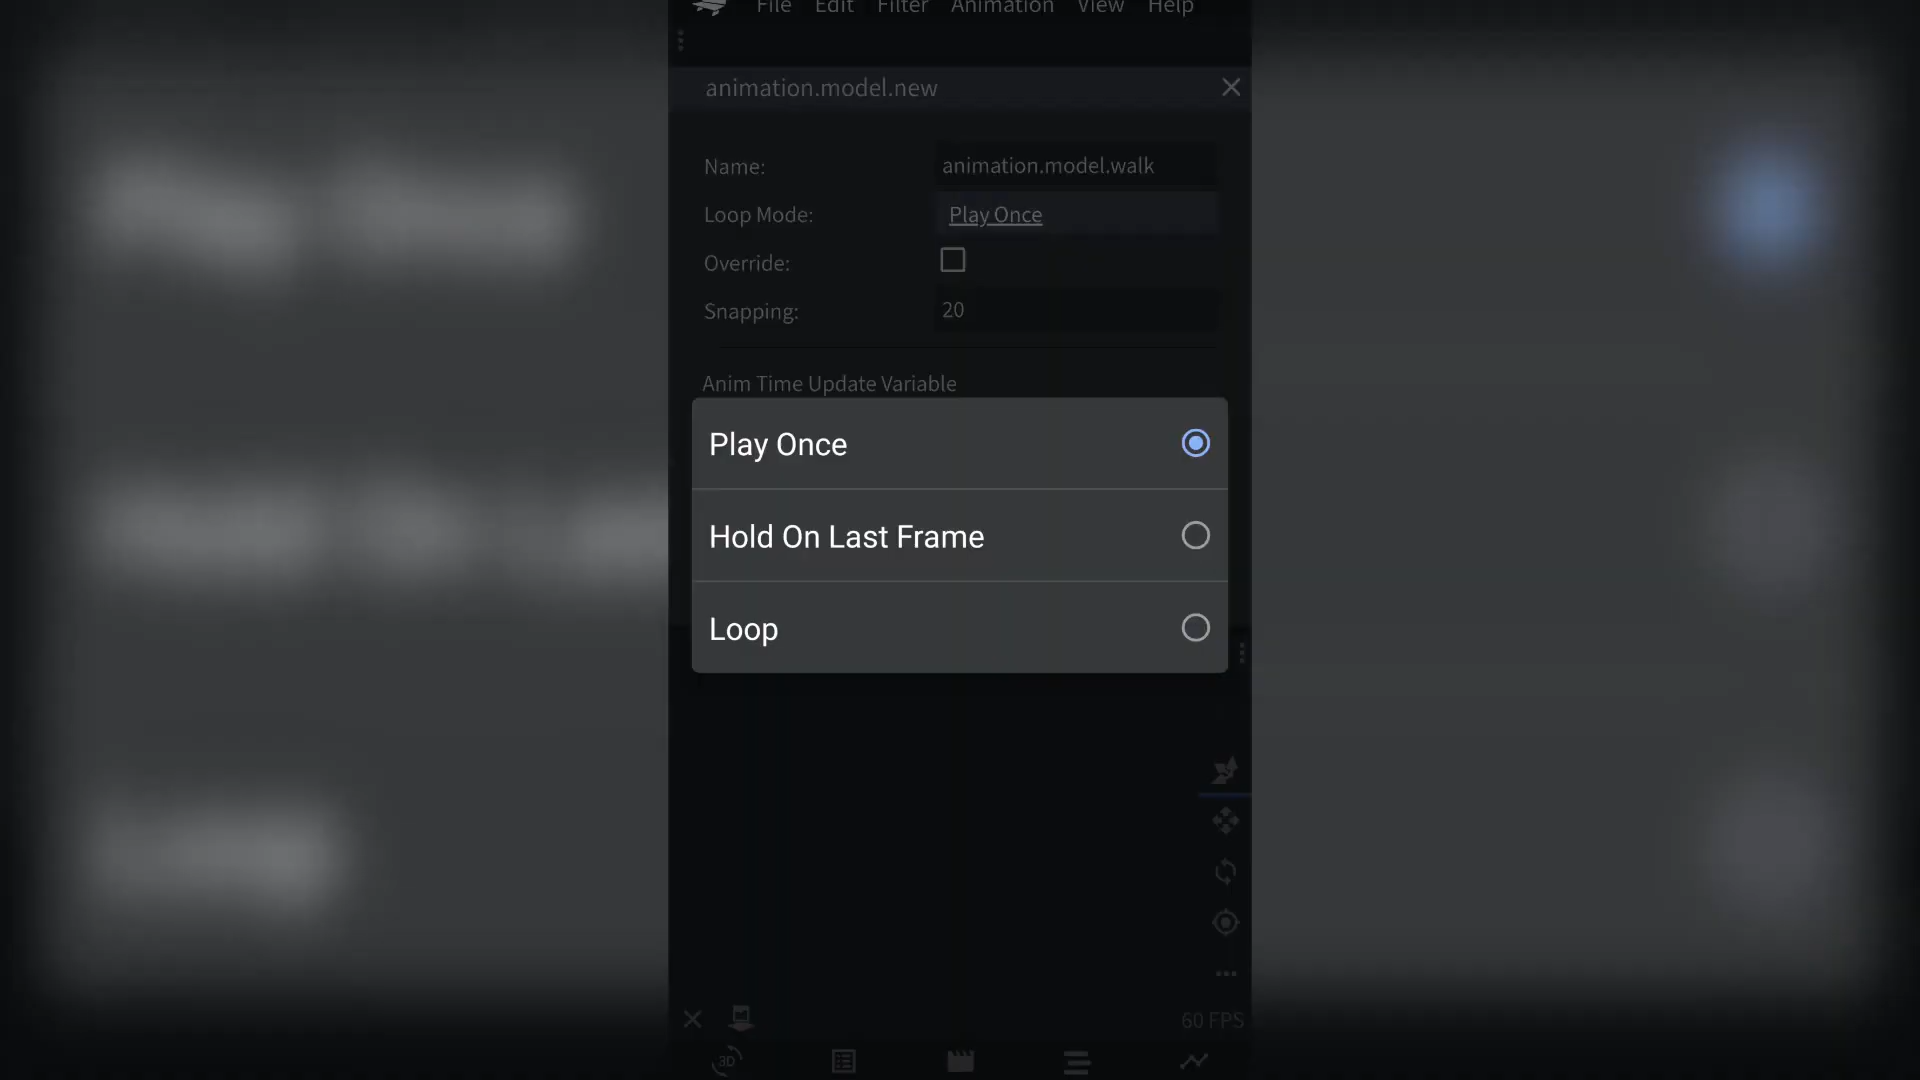 File Edit Filter Animation View Help
animation.model.new
Name: animation.model.walk
Loop Mode: Play Once
Override:
Snapping: 20
Anim Time Update Variable
Play Once
Hold On Last Frame
Loop
60 FPS
3D